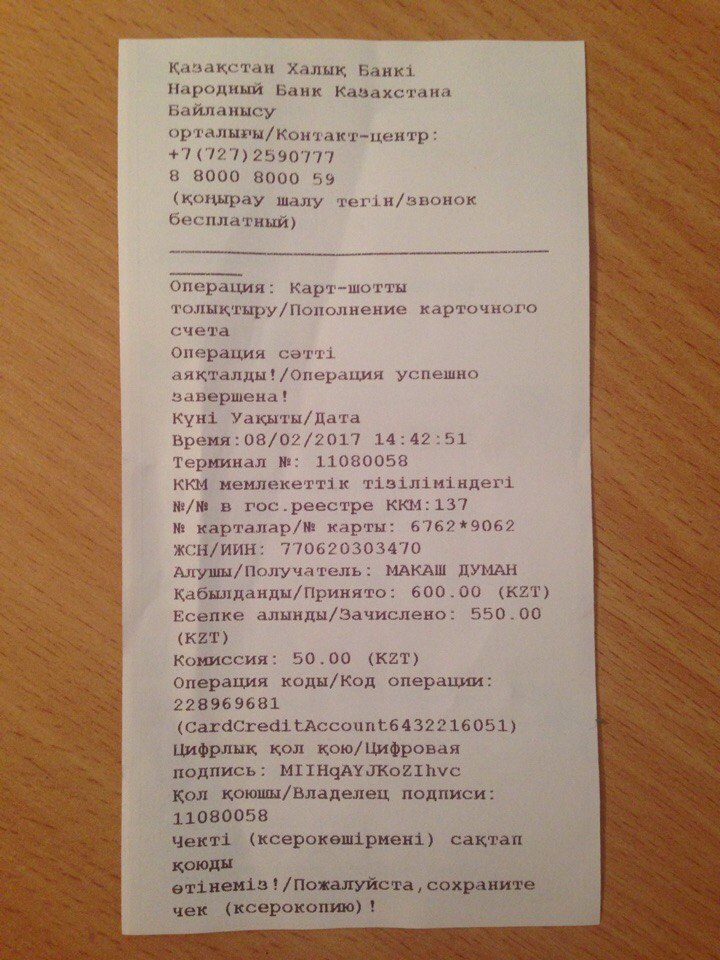 Қазақстан Халық Банкі
Народный Банк Казахстана
Байланысу
орталығы/Контакт-центр:
+7(727)2590777
8 8000 8000 59
(қоңырау шалу тегін/звонок
бесплатный)
Операция: Карт-шотты
толықтыру/Пополнение карточного
счета
Операция сәтті
аяқталды!/Операция успешно
завершена!
Күні Уақыты/Дата
Время:08/02/2017 14:42:51
Терминал №: 11080058
ККМ мемлекеттік тізіліміндегі
№/№ в гос.реестре ККМ:137
№ карталар/№ карты: 6762*9062
ЖСН/ИИН: 770620303470
Алушы/Получатель: МАКАШ ДУМАН
Қабылданды/Принято: 600.00 (KZT)
Есепке алынды/Зачислено: 550.00
(KZT)
Комиссия: 50.00 (KZT)
Операция коды/Код операции:
228969681
(CardCreditAccount6432216051)
Цифрлық қол қою/Цифровая
подпись: MIIHqAYJKoZIhvc
Қол қоюшы/Владелец подписи:
11080058
Чекті (ксерокөшірмені) сақтап
қоюды
өтінеміз!/Пожалуйста,сохраните
чек (ксерокопию)!